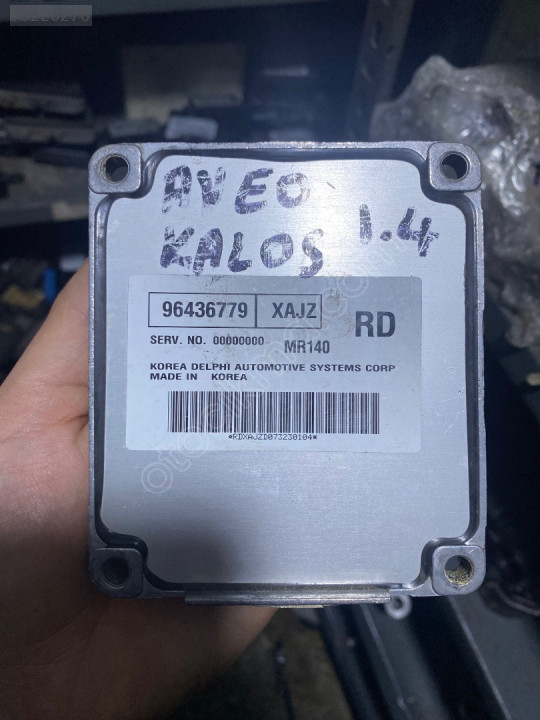 AVEO
KALOS 1.4
96436779 XAJZ RD
SERV. NO. 00000000 MR140
KOREA DELPHI AUTOMOTIVE SYSTEMS CORP
MADE IN KOREA
*RDXAJZD073230104*